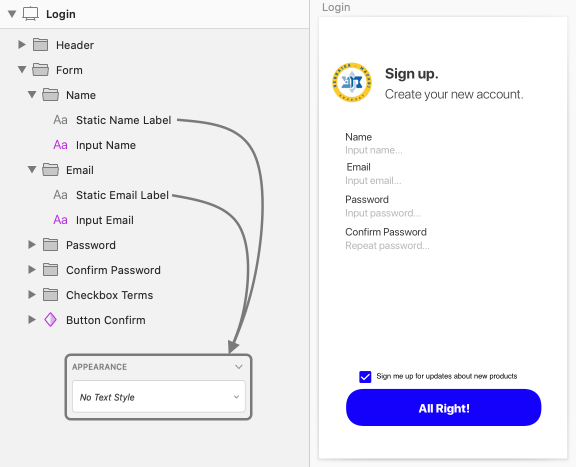 Login
Header
Form
Name
Aa Static Name Label
Aa Input Name
Email
Aa Static Email Label
Aa Input Email
Password
Confirm Password
Checkbox Terms
Button Confirm
APPEARANCE
No Text Style
Login
Sign up.
Create your new account.
Name
Input name...
Email
Input email...
Password
Input password...
Confirm Password
Repeat password...
Sign me up for updates about new products
All Right!